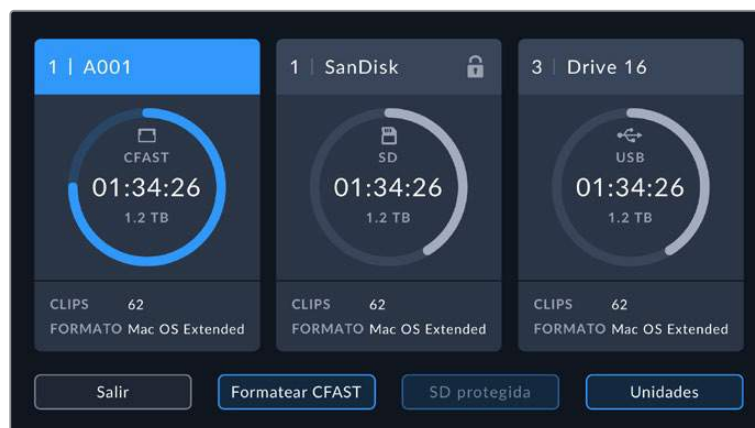 1 | A001
CFAST
01:34:26
1.2 TB
CLIPS 62
FORMATO Mac OS Extended
1 | SanDisk
SD
01:34:26
1.2 TB
CLIPS 62
FORMATO Mac OS Extended
3 | Drive 16
USB
01:34:26
1.2 TB
CLIPS 62
FORMATO Mac OS Extended
Salir
Formatear CFAST
SD protegida
Unidades